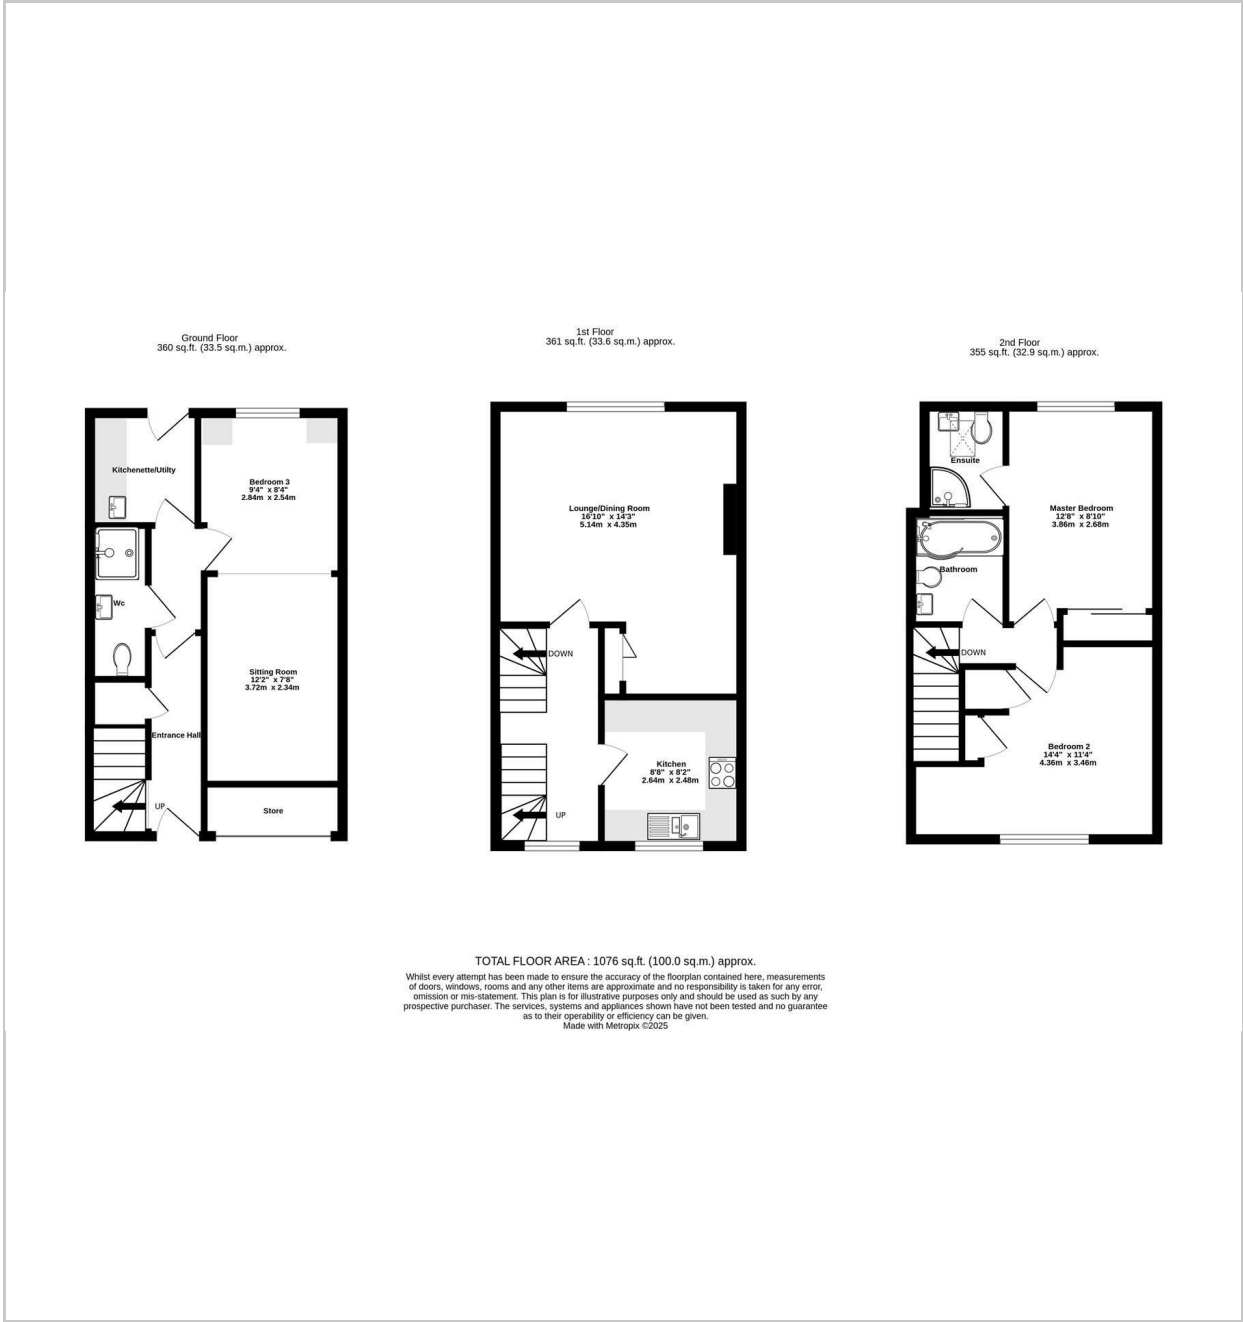 Ground Floor
360 sq.ft. (33.5 sq.m.) approx.
Kitchenette/Utilty
Bedroom 3
9'4" x 8'4"
2.84m x 2.54m
Wc
Sitting Room
12'2" x 7'8"
3.72m x 2.34m
Entrance Hall
UP
Store
1st Floor
361 sq.ft. (33.6 sq.m.) approx.
Lounge/Dining Room
16'10" x 14'3"
5.14m x 4.35m
DOWN
Kitchen
8'8" x 8'2"
2.64m x 2.48m
UP
2nd Floor
355 sq.ft. (32.9 sq.m.) approx.
Ensuite
Master Bedroom
12'8" x 8'10"
3.86m x 2.68m
Bathroom
DOWN
Bedroom 2
14'4" x 11'4"
4.36m x 3.46m
TOTAL FLOOR AREA : 1076 sq.ft. (100.0 sq.m.) approx.
Whilst every attempt has been made to ensure the accuracy of the floorplan contained here, measurements
of doors, windows, rooms and any other items are approximate and no responsibility is taken for any error,
omission or mis-statement. This plan is for illustrative purposes only and should be used as such by any
prospective purchaser. The services, systems and appliances shown have not been tested and no guarantee
as to their operability or efficiency can be given.
Made with Metropix ©2025